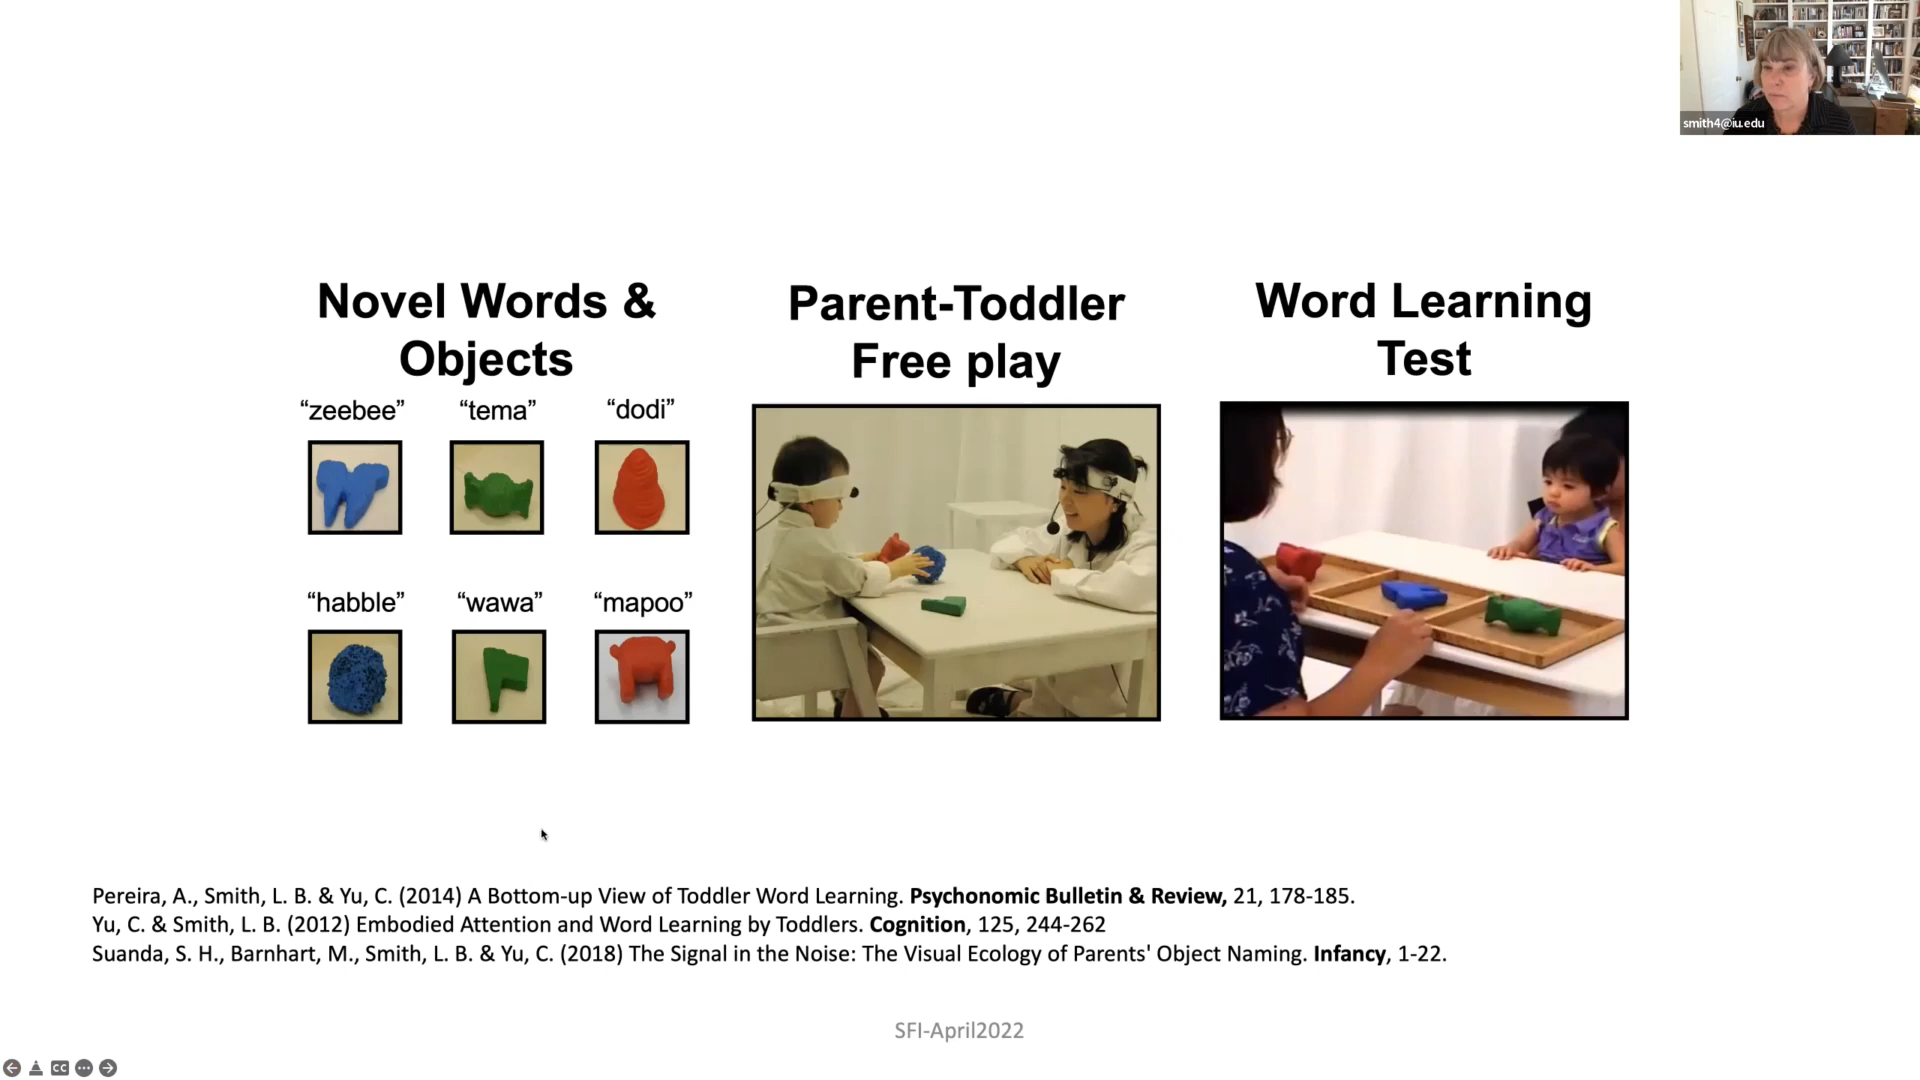 smith4@iu.edu
Novel Words &
Objects
“zeebee” “tema” “dodi”
“habble” “wawa” “mapoo”
Parent-Toddler
Free play
Word Learning
Test
Pereira, A., Smith, L. B. & Yu, C. (2014) A Bottom-up View of Toddler Word Learning. Psychonomic Bulletin & Review, 21, 178-185.
Yu, C. & Smith, L. B. (2012) Embodied Attention and Word Learning by Toddlers. Cognition, 125, 244-262
Suanda, S. H., Barnhart, M., Smith, L. B. & Yu, C. (2018) The Signal in the Noise: The Visual Ecology of Parents' Object Naming. Infancy, 1-22.
SFI-April2022
CC